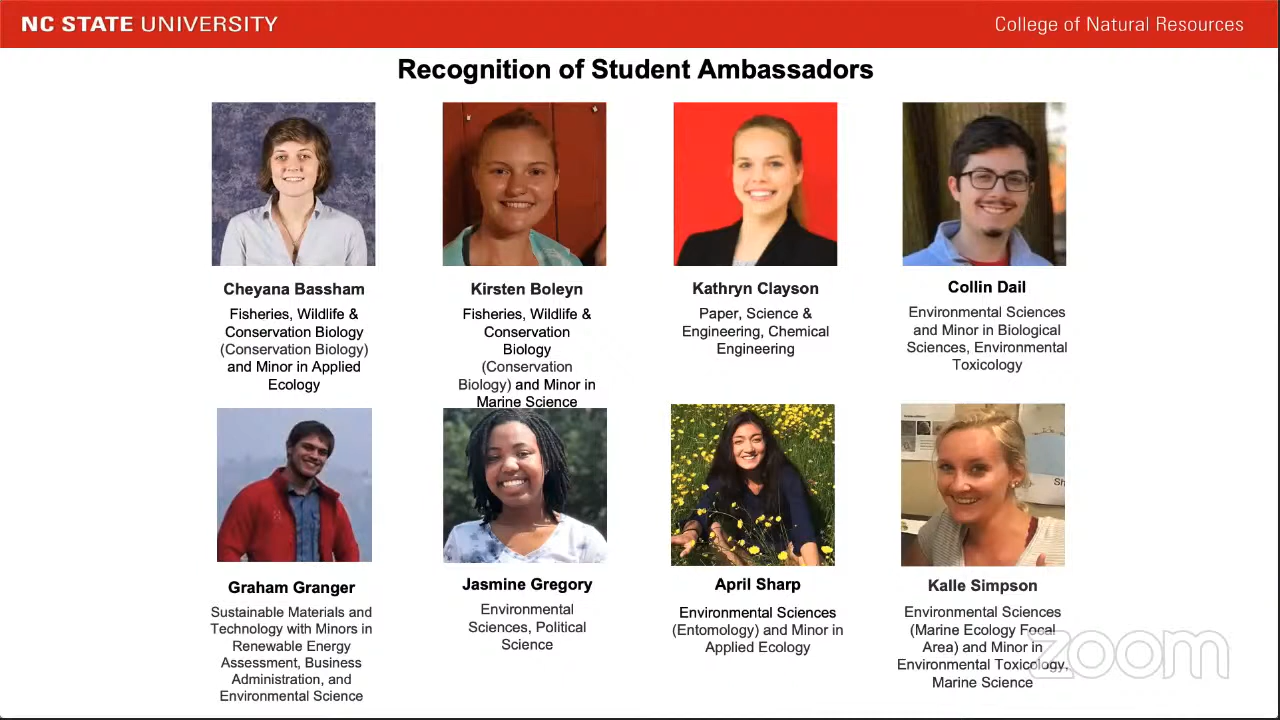 NC STATE UNIVERSITY
College of Natural Resources
Recognition of Student Ambassadors
Cheyana Bassham
Fisheries, Wildlife &
Conservation Biology
(Conservation Biology)
and Minor in Applied
Ecology
Kirsten Boleyn
Fisheries, Wildlife &
Conservation
Biology
(Conservation
Biology) and Minor in
Marine Science
Kathryn Clayson
Paper, Science &
Engineering, Chemical
Engineering
Collin Dail
Environmental Sciences
and Minor in Biological
Sciences, Environmental
Toxicology
Graham Granger
Sustainable Materials and
Technology with Minors in
Renewable Energy
Assessment, Business
Administration, and
Environmental Science
Jasmine Gregory
Environmental
Sciences, Political
Science
April Sharp
Environmental Sciences
(Entomology) and Minor in
Applied Ecology
Kalle Simpson
Environmental Sciences
(Marine Ecology Focal
Area) and Minor in
Environmental Toxicology,
Marine Science
zoom